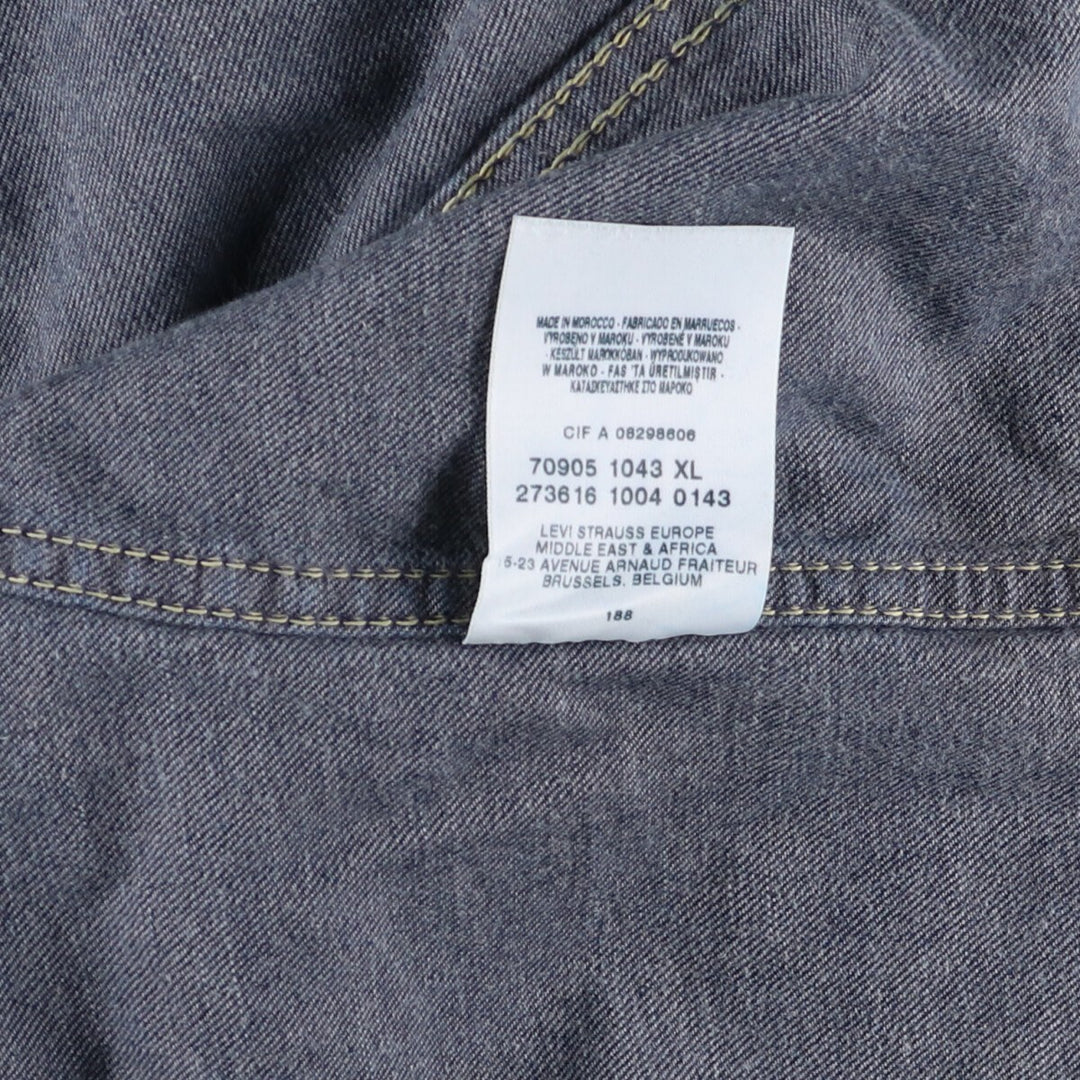 MADE IN MOROCCO - FABRICADO EN MARRUECOS -
VYROBENO V MAROKU - VYROBENÉ V MAROKU
- KÉSZÜLT MAROKKÓBAN - WYPRODUKOWANO
W MAROKO - FAS 'TA ÜRETILMISTIR -
ΚΑΤΑΣΚΕΥΑΣΤΗΚΕ ΣΤΟ ΜΑΡΟΚΟ
CIF A 08298606
70905 1043 XL
273616 1004 0143
LEVI STRAUSS EUROPE
MIDDLE EAST & AFRICA
5-23 AVENUE ARNAUD FRAITEUR
BRUSSELS. BELGIUM
188